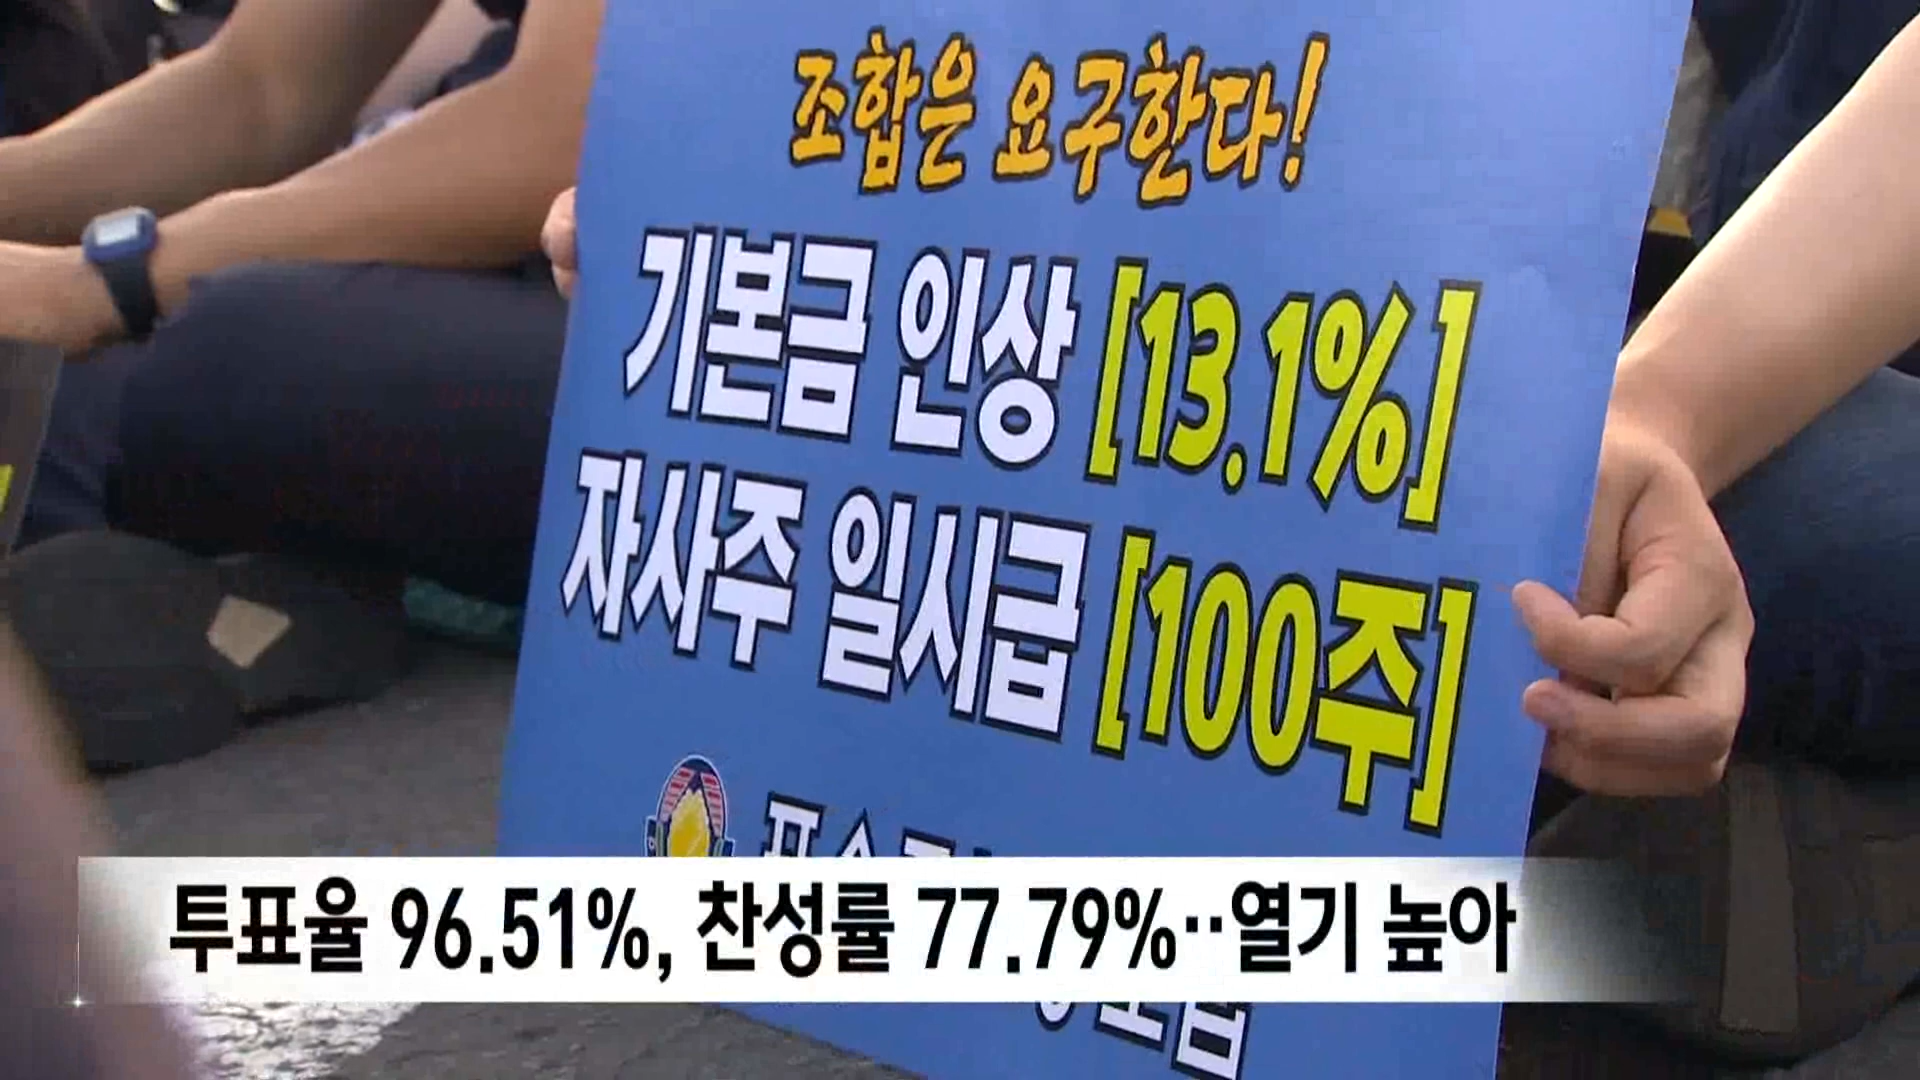 조합은 요구한다!
기본금 인상 [13.1%]
자사주 일시급 [100주]
투표율 96.51%, 찬성률 77.79%··열기 높아